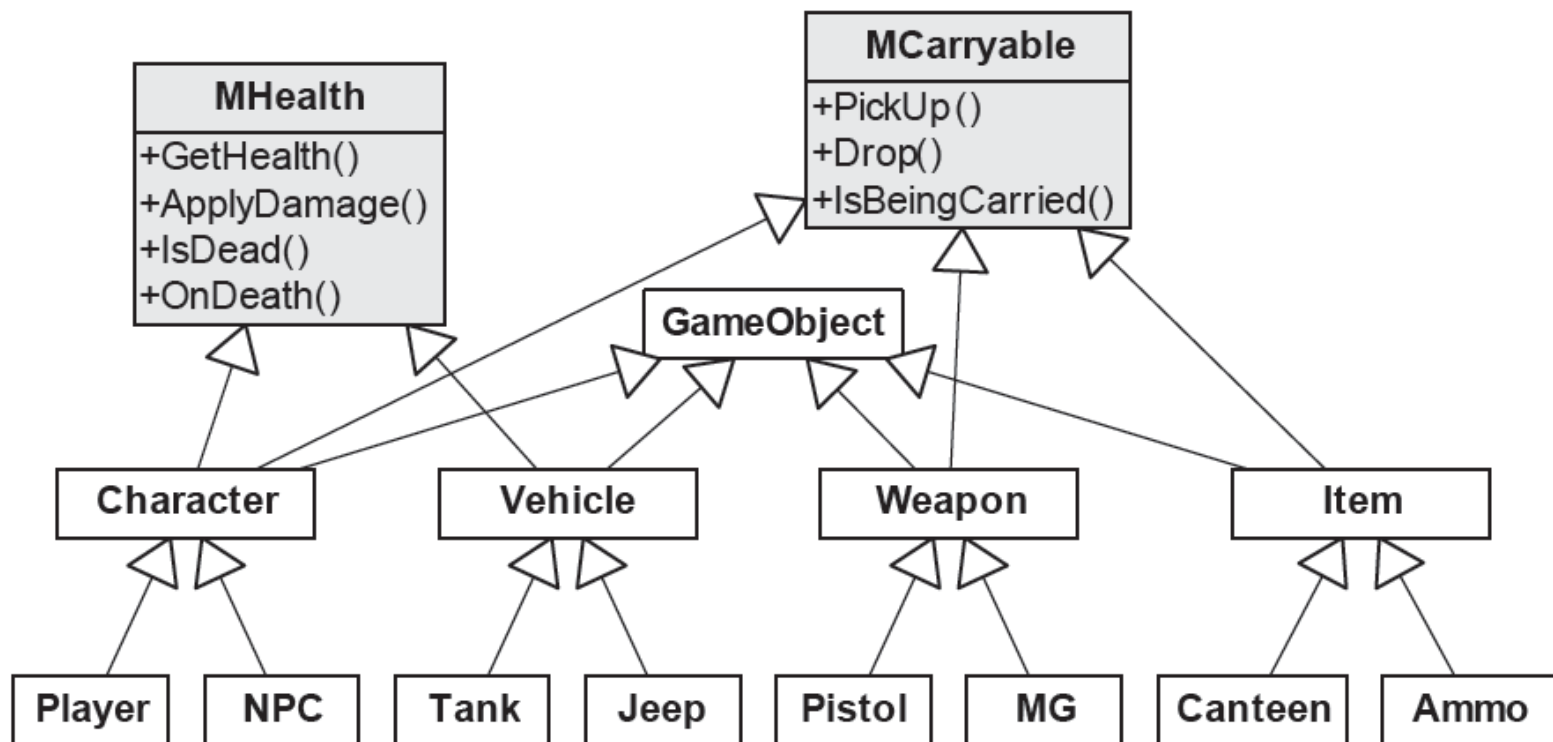 MHealth
+GetHealth()
+ApplyDamage()
+IsDead()
+OnDeath()
MCarryable
+PickUp()
+Drop()
+IsBeingCarried()
GameObject
Character
Vehicle
Weapon
Item
Player
NPC
Tank
Jeep
Pistol
MG
Canteen
Ammo